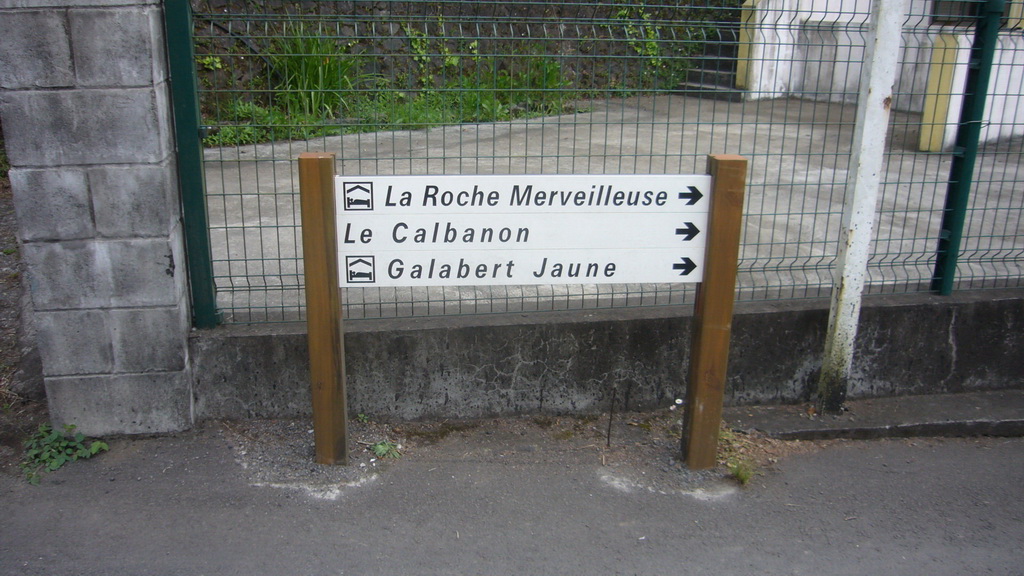 La Roche Merveilleuse
Le Calbanon
Galabert Jaune